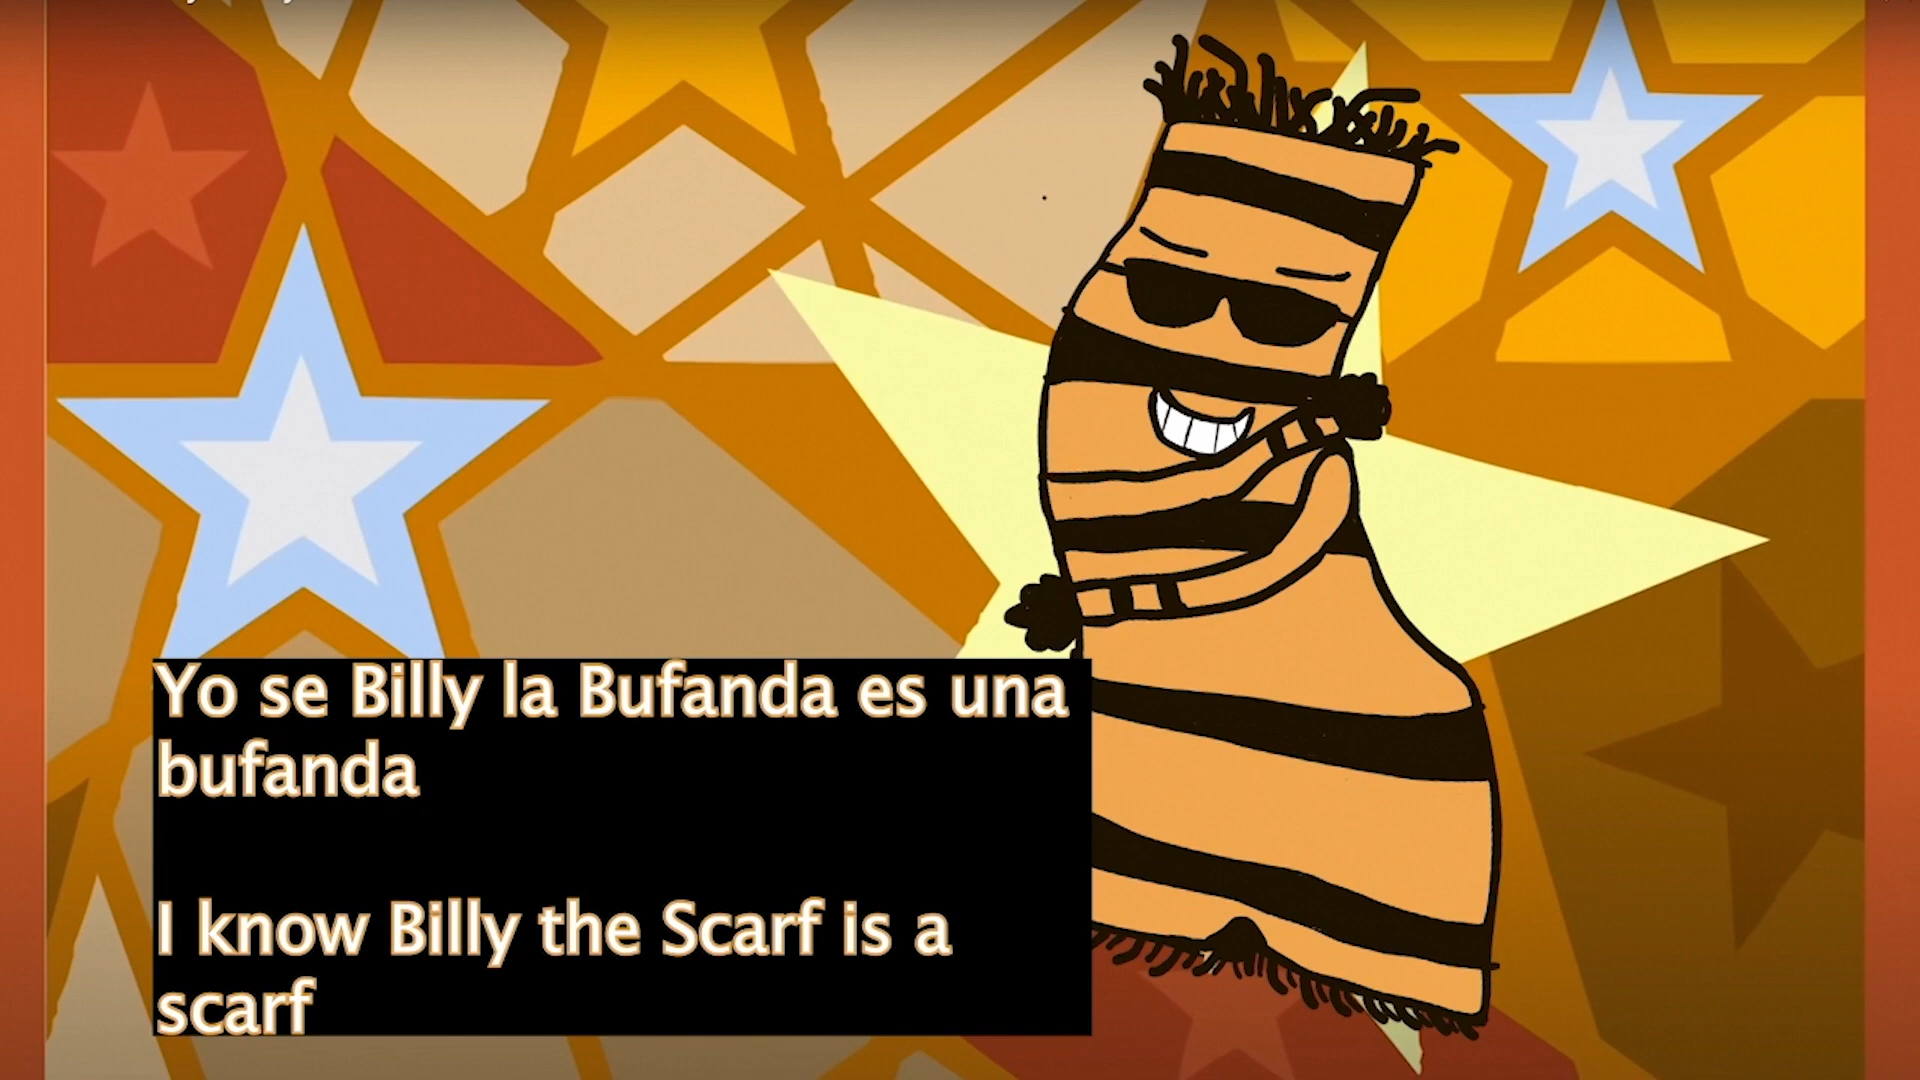 Yo se Billy la Bufanda es una
bufanda
I know Billy the Scarf is a
scarf